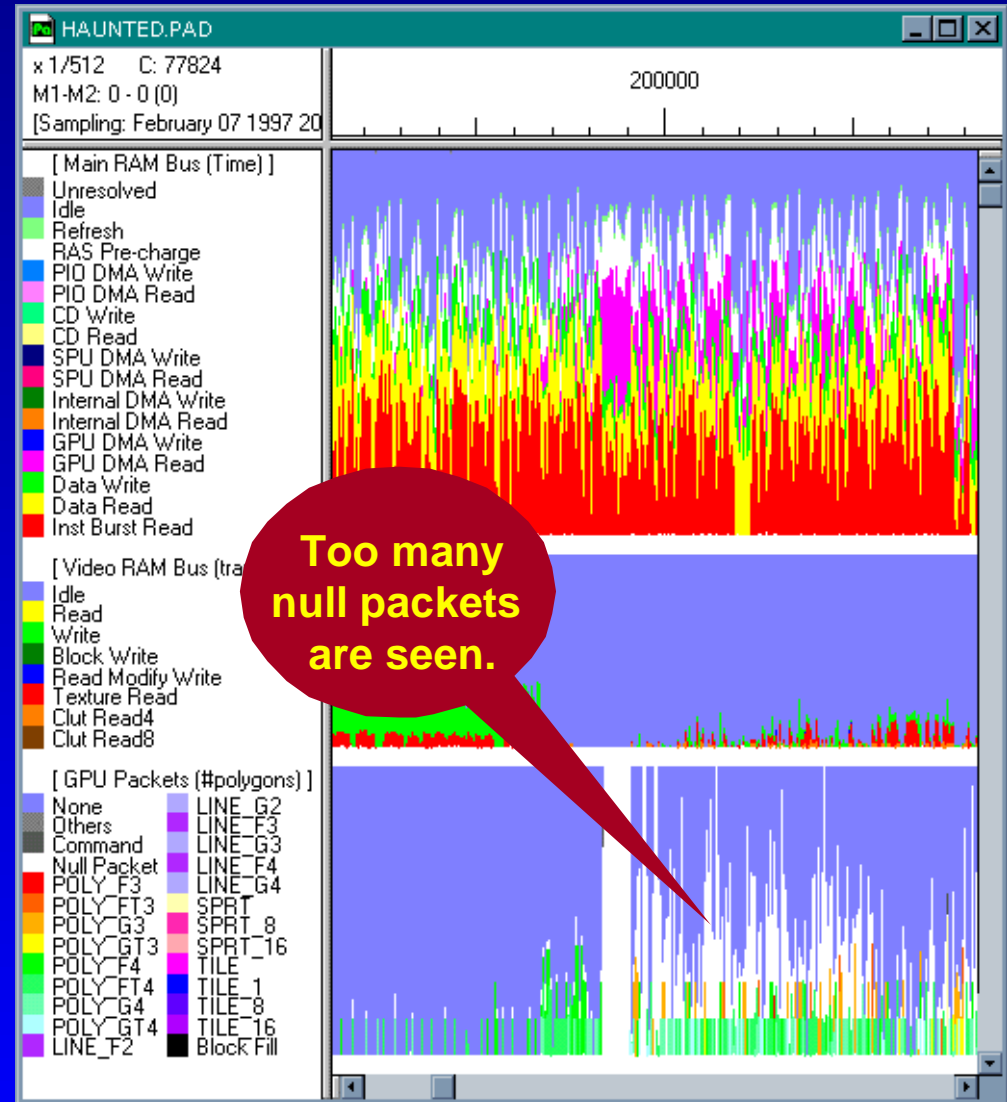 Po HAUNTED.PAD
x 1/512 C: 77824
M1-M2: 0 - 0 (0)
[Sampling: February 07 1997 20
200000
[ Main RAM Bus (Time) ]
Unresolved
Idle
Refresh
RAS Pre-charge
PIO DMA Write
PIO DMA Read
CD Write
CD Read
SPU DMA Write
SPU DMA Read
Internal DMA Write
Internal DMA Read
GPU DMA Write
GPU DMA Read
Data Write
Data Read
Inst Burst Read
[ Video RAM Bus (tra
Idle
Read
Write
Block Write
Read Modify Write
Texture Read
Clut Read4
Clut Read8
Too many
null packets
are seen.
[ GPU Packets (#polygons) ]
None LINE_G2
Others LINE_F3
Command LINE_G3
Null Packet LINE_F4
POLY_F3 LINE_G4
POLY_FT3 SPRT
POLY_G3 SPRT_8
POLY_GT3 SPRT_16
POLY_F4 TILE
POLY_FT4 TILE_1
POLY_G4 TILE_8
POLY_GT4 TILE_16
LINE_F2 Block Fill